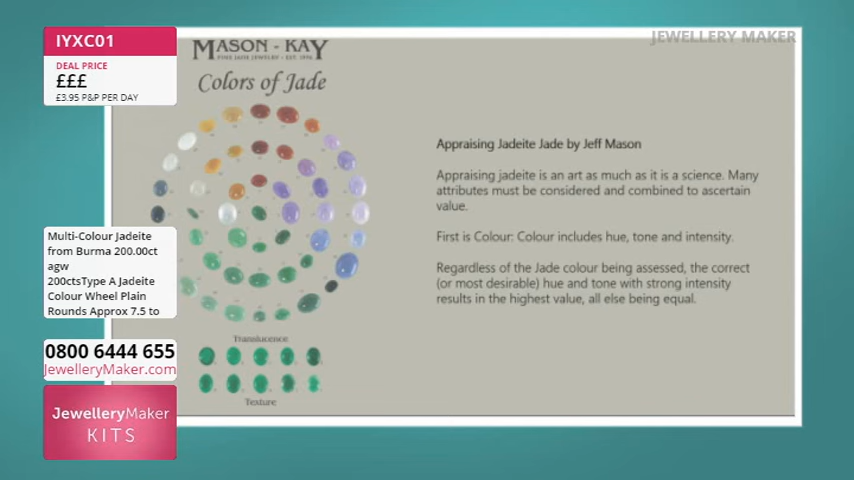 IYXC01
DEAL PRICE
£££
£3.95 P&P PER DAY
Multi-Colour Jadeite
from Burma 200.00ct
agw
200ctsType A Jadeite
Colour Wheel Plain
Rounds Approx 7.5 to
0800 6444 655
JewelleryMaker.com
JewelleryMaker
KITS
MASON - KAY
FINE JADE JEWELRY - EST. 1976
Colors of Jade
Translucence
Texture
JEWELLERY MAKER
Appraising Jadeite Jade by Jeff Mason
Appraising jadeite is an art as much as it is a science. Many
attributes must be considered and combined to ascertain
value.
First is Colour: Colour includes hue, tone and intensity.
Regardless of the Jade colour being assessed, the correct
(or most desirable) hue and tone with strong intensity
results in the highest value, all else being equal.